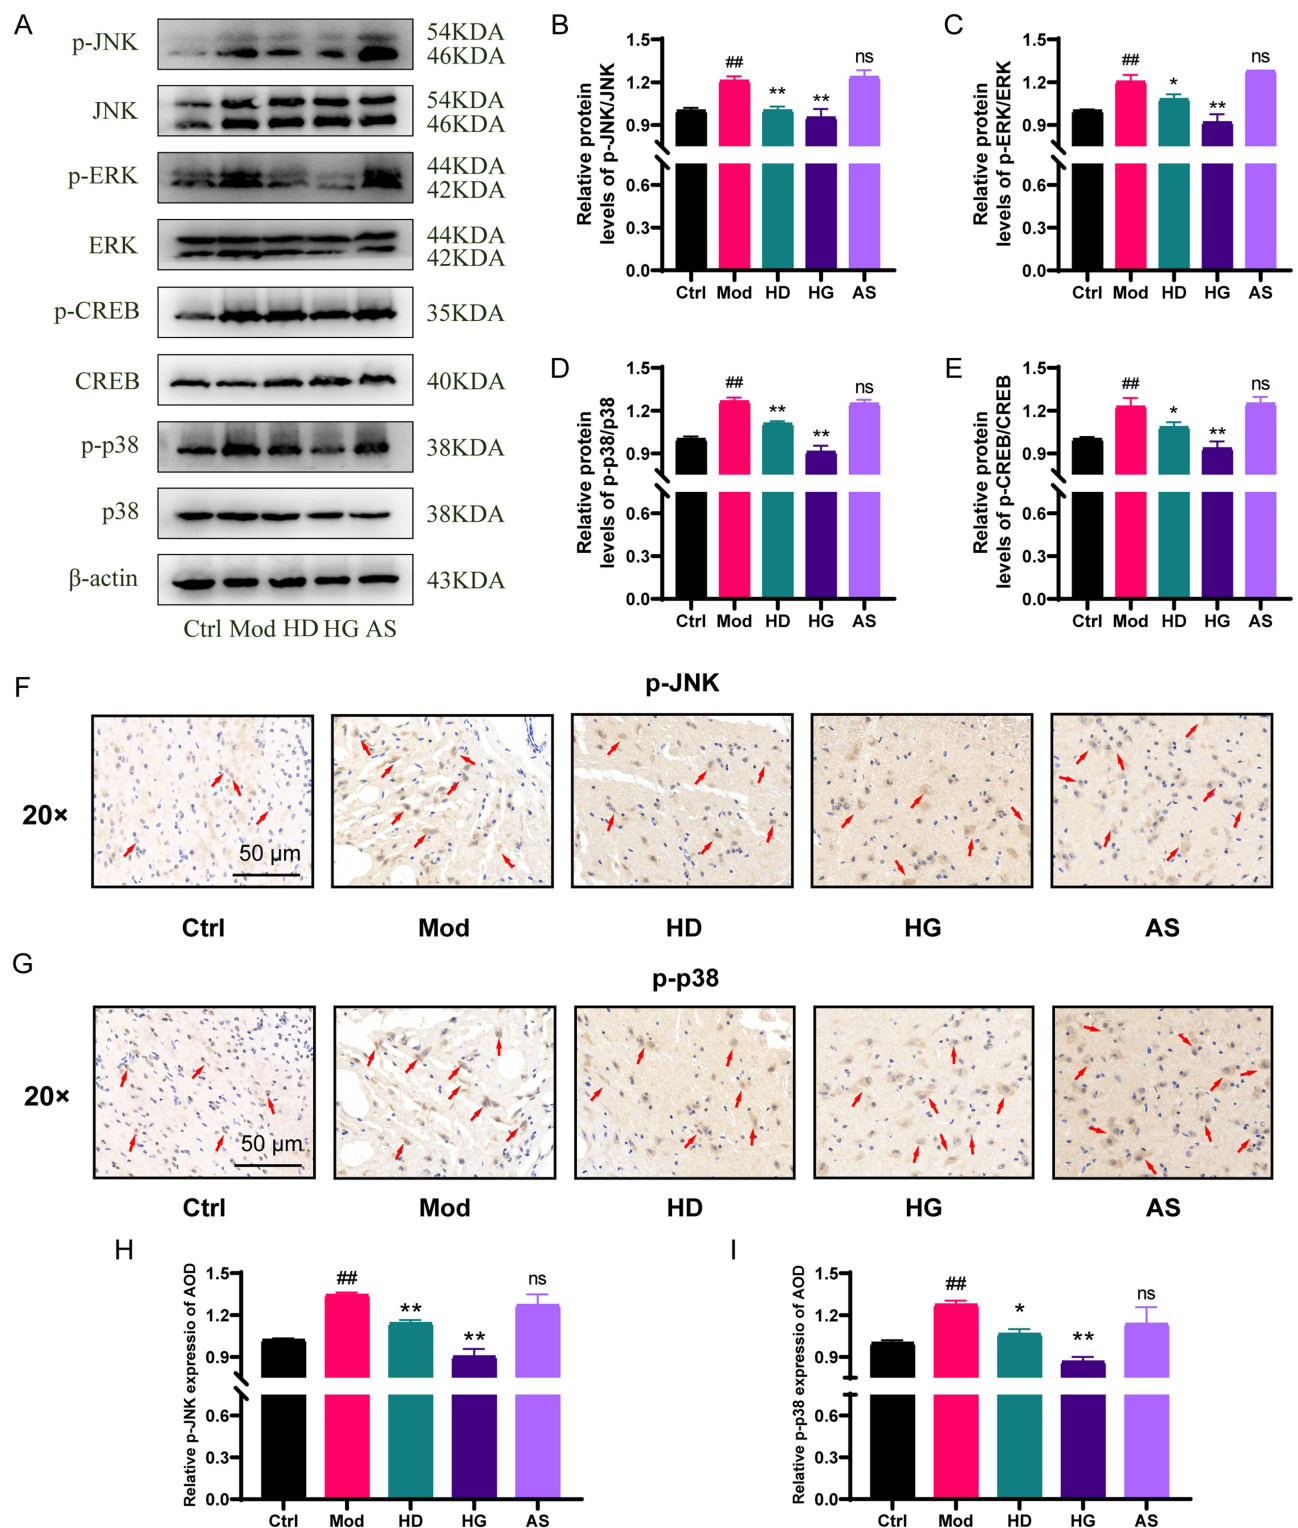 A
p-JNK
54KDA
46KDA
JNK
54KDA
46KDA
p-ERK
44KDA
42KDA
ERK
44KDA
42KDA
p-CREB
35KDA
CREB
40KDA
p-p38
38KDA
p38
38KDA
β-actin
43KDA
Ctrl Mod HD HG AS
B
Relative protein
levels of p-JNK/JNK
1.5
1.2
0.9
0.6
0.3
0.0
##
**
**
ns
Ctrl Mod HD HG AS
C
Relative protein
levels of p-ERK/ERK
1.5
1.2
0.9
0.6
0.3
0.0
##
*
**
ns
Ctrl Mod HD HG AS
D
Relative protein
levels of p-p38/p38
1.5
1.2
0.9
0.6
0.3
0.0
##
**
**
ns
Ctrl Mod HD HG AS
E
Relative protein
levels of p-CREB/CREB
1.5
1.2
0.9
0.6
0.3
0.0
##
*
**
ns
Ctrl Mod HD HG AS
F
p-JNK
20×
50 μm
Ctrl Mod HD HG AS
G
p-p38
20×
50 μm
Ctrl Mod HD HG AS
H
Relative p-JNK expressio of AOD
1.5
1.2
0.9
0.6
0.3
0.0
##
**
**
ns
Ctrl Mod HD HG AS
I
Relative p-p38 expressio of AOD
1.5
1.2
0.9
0.6
0.3
0.0
##
*
**
ns
Ctrl Mod HD HG AS